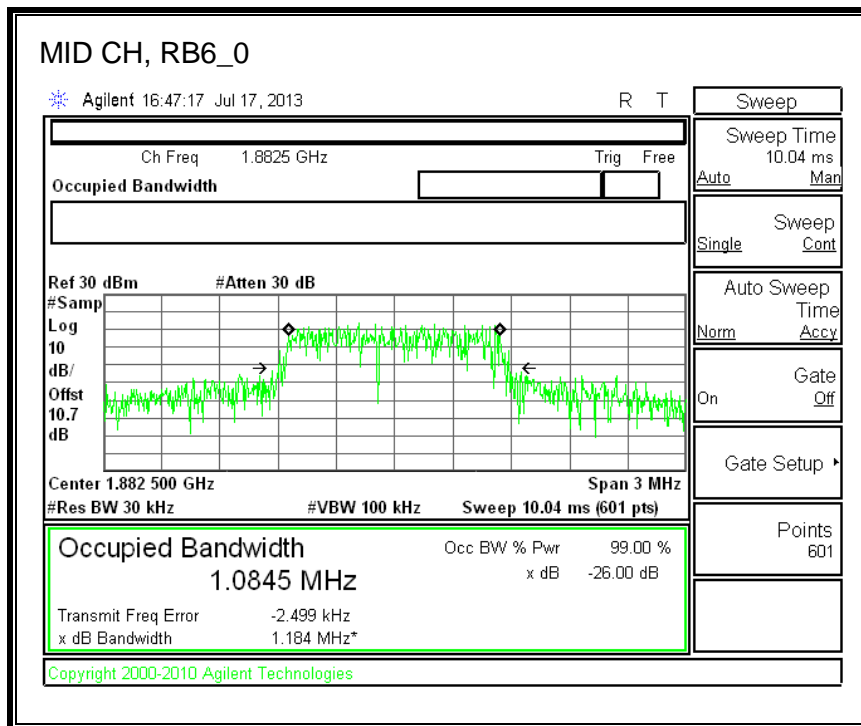 MID CH, RB6_0
Agilent 16:47:17 Jul 17, 2013 R T
Ch Freq 1.8825 GHz Trig Free
Occupied Bandwidth
Ref 30 dBm #Atten 30 dB
#Samp
Log
10
dB/
Offst
10.7
dB
Center 1.882 500 GHz Span 3 MHz
#Res BW 30 kHz #VBW 100 kHz Sweep 10.04 ms (601 pts)
Occupied Bandwidth Occ BW % Pwr 99.00 %
1.0845 MHz x dB -26.00 dB
Transmit Freq Error -2.499 kHz
x dB Bandwidth 1.184 MHz*
Copyright 2000-2010 Agilent Technologies
Sweep
Sweep Time
10.04 ms
Auto Man
Sweep
Single Cont
Auto Sweep
Time
Norm Accy
Gate
On Off
Gate Setup
Points
601